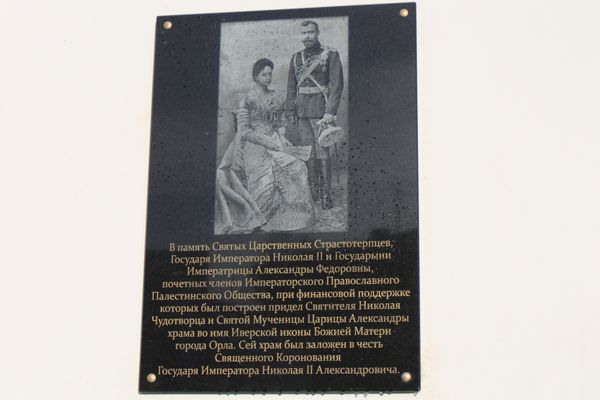 В память Святых Царственных Страстотерпцев,
Государя Императора Николая II и Государыни
Императрицы Александры Федоровны,
почетных членов Императорского Православного
Палестинского Общества, при финансовой поддержке
которых был построен придел Святителя Николая
Чудотворца и Святой Мученицы Царицы Александры
храма во имя Иверской иконы Божией Матери
города Орла. Сей храм был заложен в честь
Священного Коронования
Государя Императора Николая II Александровича.